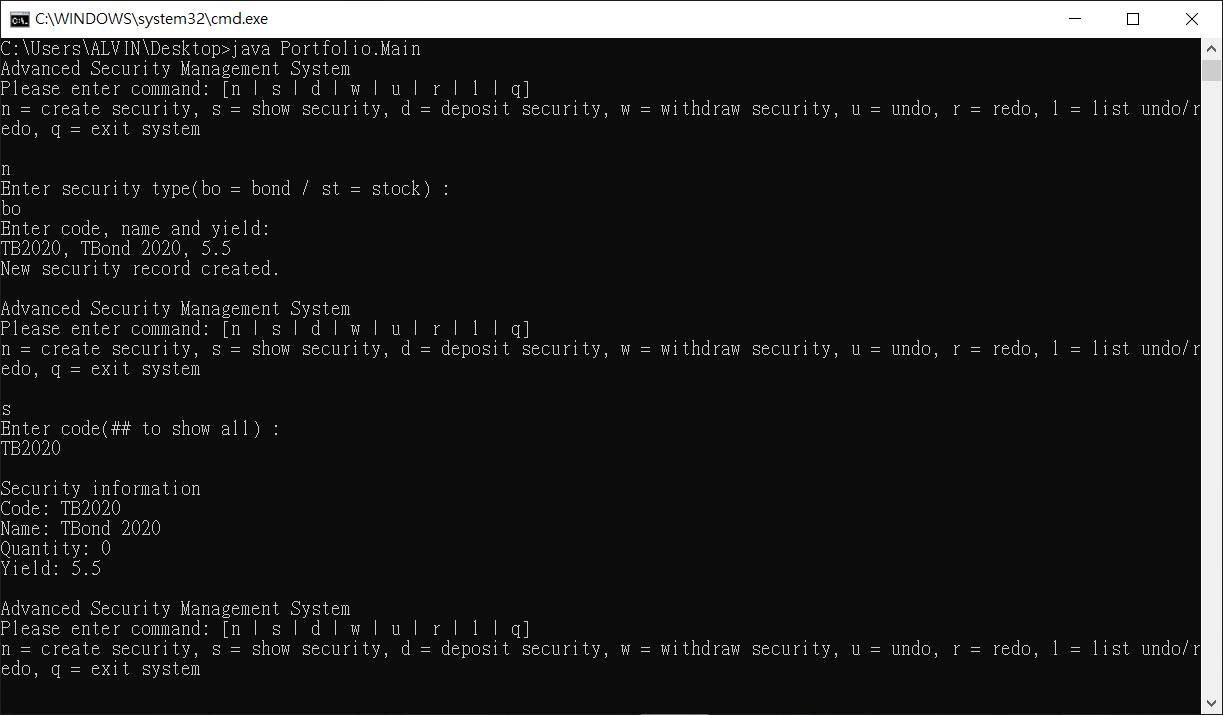 C:\WINDOWS\system32\cmd.exe
C:\Users\ALVIN\Desktop>java Portfolio.Main
Advanced Security Management System
Please enter command: [n | s | d | w | u | r | l | q]
n = create security, s = show security, d = deposit security, w = withdraw security, u = undo, r = redo, l = list undo/r
edo, q = exit system
n
Enter security type(bo = bond / st = stock) :
bo
Enter code, name and yield:
TB2020, TBond 2020, 5.5
New security record created.
Advanced Security Management System
Please enter command: [n | s | d | w | u | r | l | q]
n = create security, s = show security, d = deposit security, w = withdraw security, u = undo, r = redo, l = list undo/r
edo, q = exit system
s
Enter code(## to show all) :
TB2020
Security information
Code: TB2020
Name: TBond 2020
Quantity: 0
Yield: 5.5
Advanced Security Management System
Please enter command: [n | s | d | w | u | r | l | q]
n = create security, s = show security, d = deposit security, w = withdraw security, u = undo, r = redo, l = list undo/r
edo, q = exit system